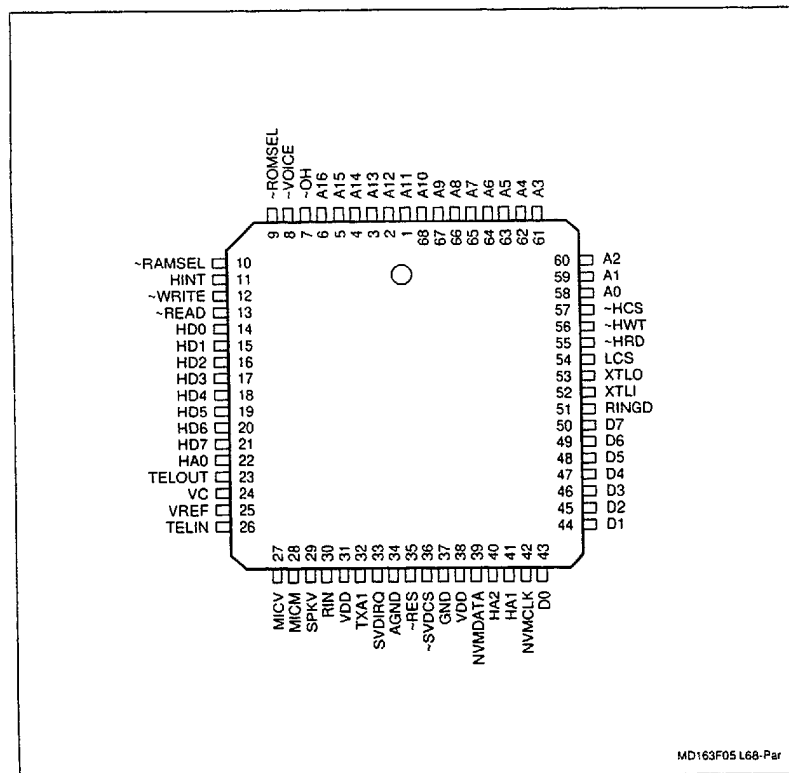 ~ROMSEL
~VOICE
~OH
A16
A15
A14
A13
A12
A11
A10
A9
A8
A7
A6
A5
A4
A3
9 8 7 6 5 4 3 2 1 68 67 66 65 64 63 62 61
~RAMSEL 10
HINT 11
~WRITE 12
~READ 13
HD0 14
HD1 15
HD2 16
HD3 17
HD4 18
HD5 19
HD6 20
HD7 21
HA0 22
TELOUT 23
VC 24
VREF 25
TELIN 26
60 A2
59 A1
58 A0
57 ~HCS
56 ~HWT
55 ~HRD
54 LCS
53 XTLO
52 XTLI
51 RINGD
50 D7
49 D6
48 D5
47 D4
46 D3
45 D2
44 D1
27 28 29 30 31 32 33 34 35 36 37 38 39 40 41 42 43
MICV
MICM
SPKV
RIN
VDD
TXA1
SVDIRQ
AGND
~RES
~SVDCS
GND
VDD
NVMDATA
HA2
HA1
NVMCLK
D0
MD163F05 L68-Par